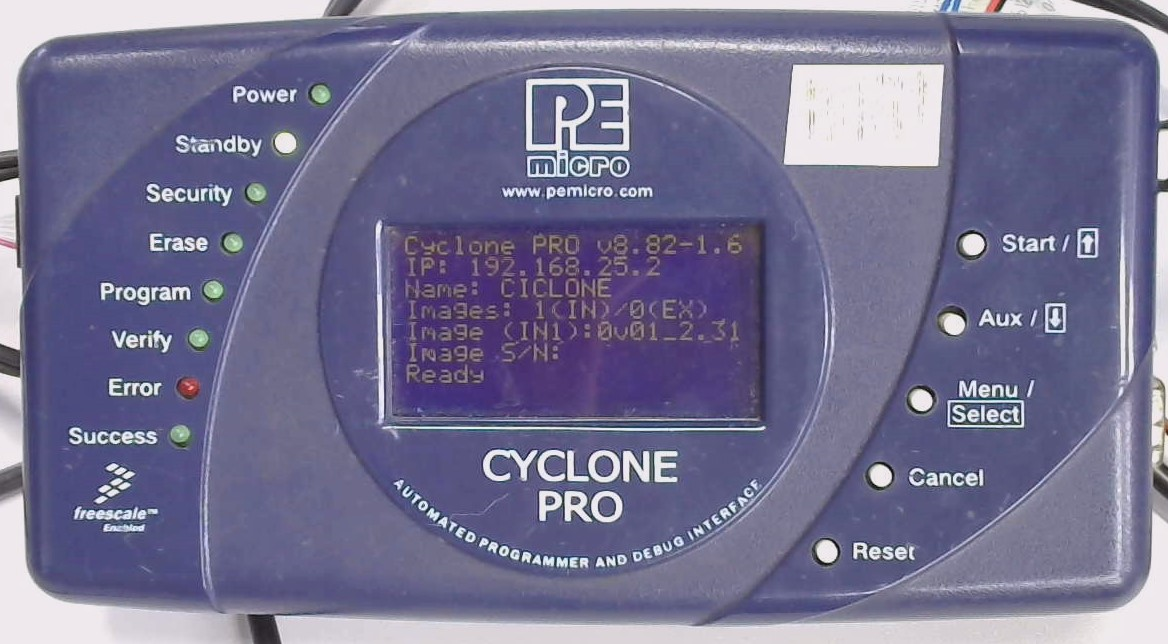 Power
Standby
Security
Erase
Program
Verify
Error
Success
freescale™
Enabled
PE
micro
www.pemicro.com
Cyclone PRO v8.82-1.6
IP: 192.168.25.2
Name: CICLONE
Images: 1(IN)/0(EX)
Image (IN1):0v01_2.31
Image S/N:
Ready
CYCLONE
PRO
AUTOMATED PROGRAMMER AND DEBUG INTERFACE
Start / ↑
Aux / ↓
Menu /
Select
Cancel
Reset